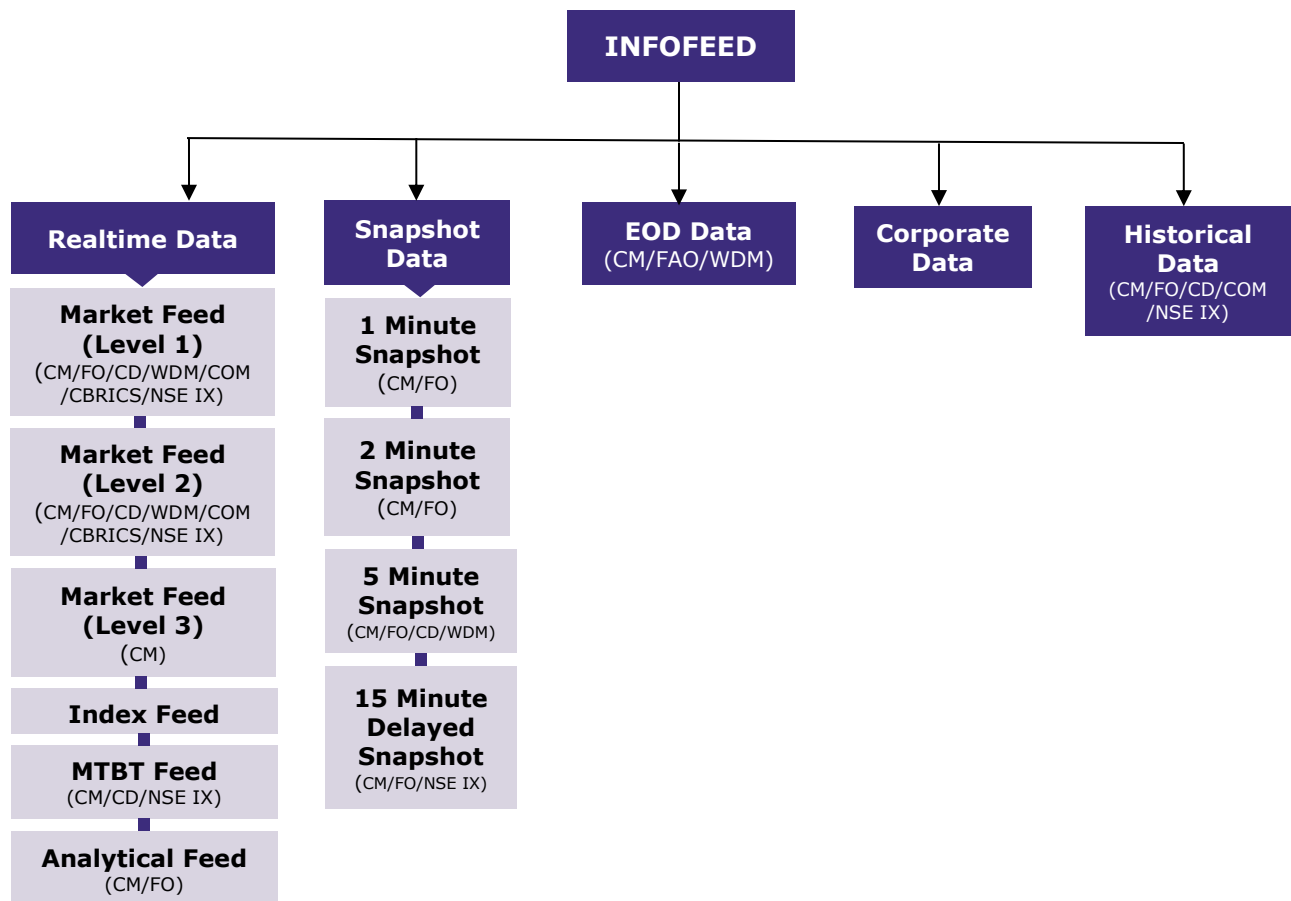 INFOFEED
Realtime Data
Market Feed
(Level 1)
(CM/FO/CD/WDM/COM
/CBRICS/NSE IX)
Market Feed
(Level 2)
(CM/FO/CD/WDM/COM
/CBRICS/NSE IX)
Market Feed
(Level 3)
(CM)
Index Feed
MTBT Feed
(CM/CD/NSE IX)
Analytical Feed
(CM/FO)
Snapshot
Data
1 Minute
Snapshot
(CM/FO)
2 Minute
Snapshot
(CM/FO)
5 Minute
Snapshot
(CM/FO/CD/WDM)
15 Minute
Delayed
Snapshot
(CM/FO/NSE IX)
EOD Data
(CM/FAO/WDM)
Corporate
Data
Historical
Data
(CM/FO/CD/COM
/NSE IX)